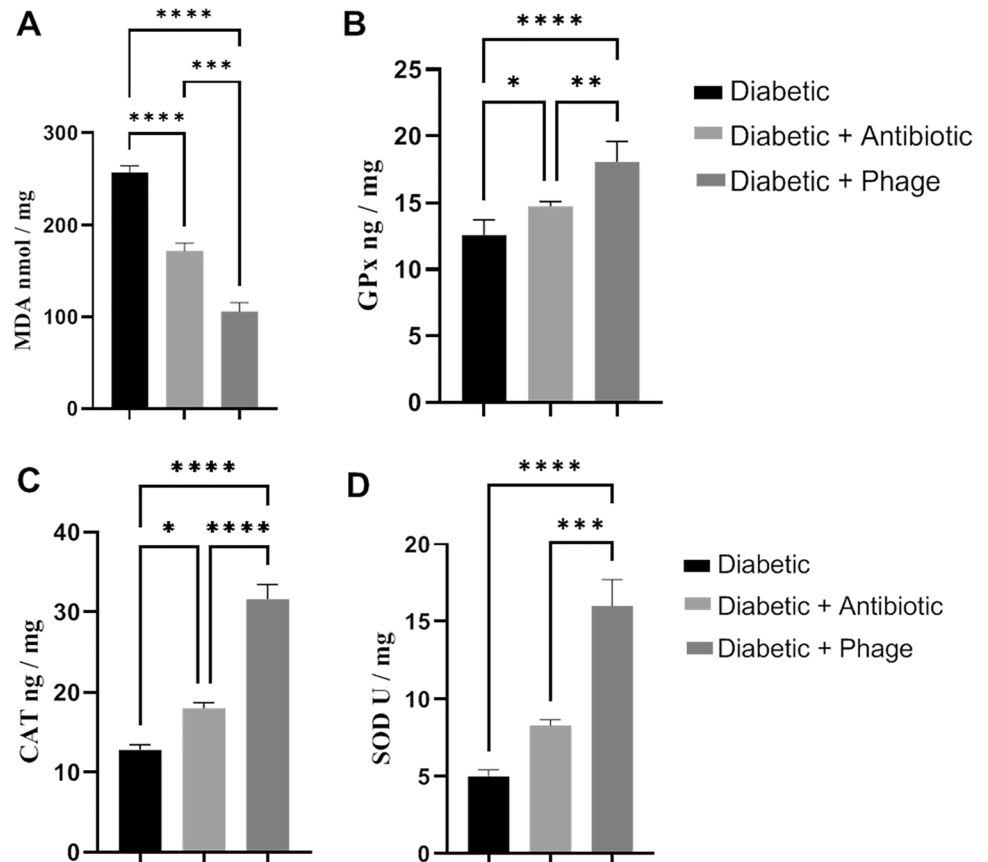 A
****
***
****
300
200
100
0
MDA nmol / mg
B
****
*
**
25
20
15
10
5
0
GPx ng / mg
Diabetic
Diabetic + Antibiotic
Diabetic + Phage
C
****
*
****
40
30
20
10
0
CAT ng / mg
D
****
***
20
15
10
5
0
SOD U / mg
Diabetic
Diabetic + Antibiotic
Diabetic + Phage